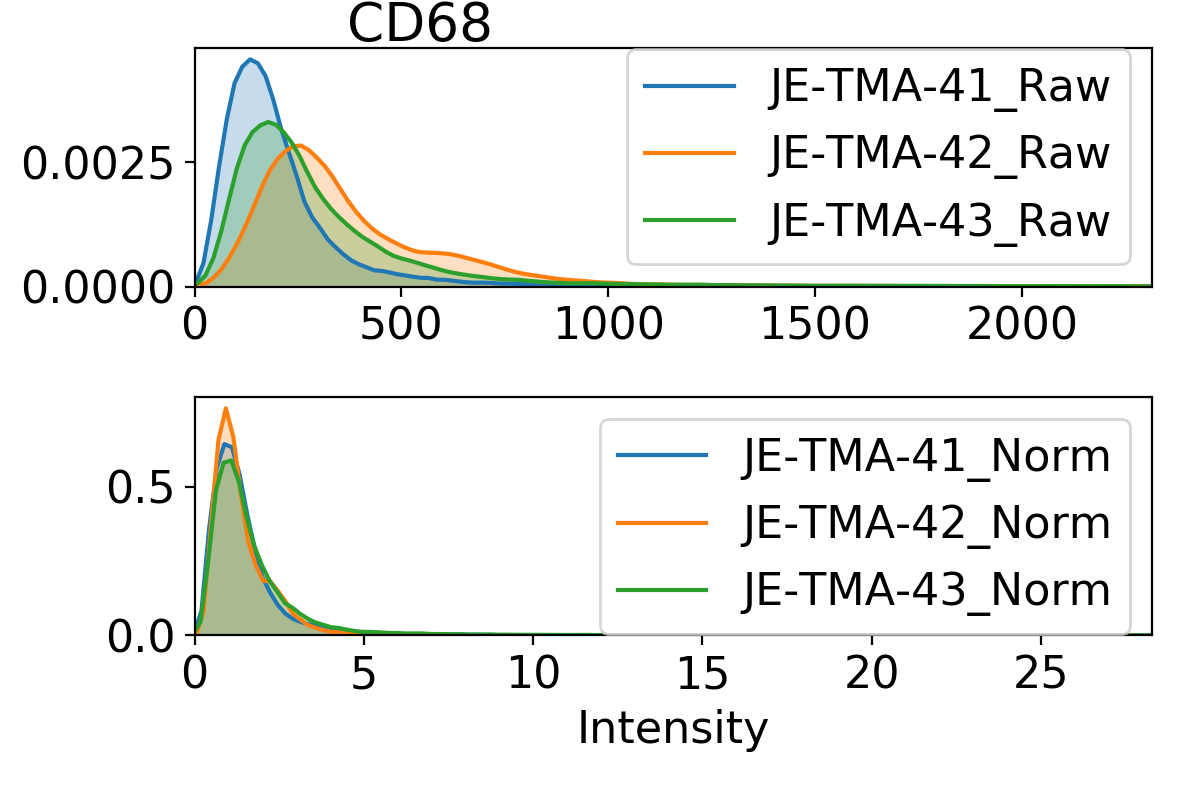 CD68
JE-TMA-41_Raw
JE-TMA-42_Raw
JE-TMA-43_Raw
0.0025
0.0000
0 500 1000 1500 2000
JE-TMA-41_Norm
JE-TMA-42_Norm
JE-TMA-43_Norm
0.5
0.0
0 5 10 15 20 25
Intensity